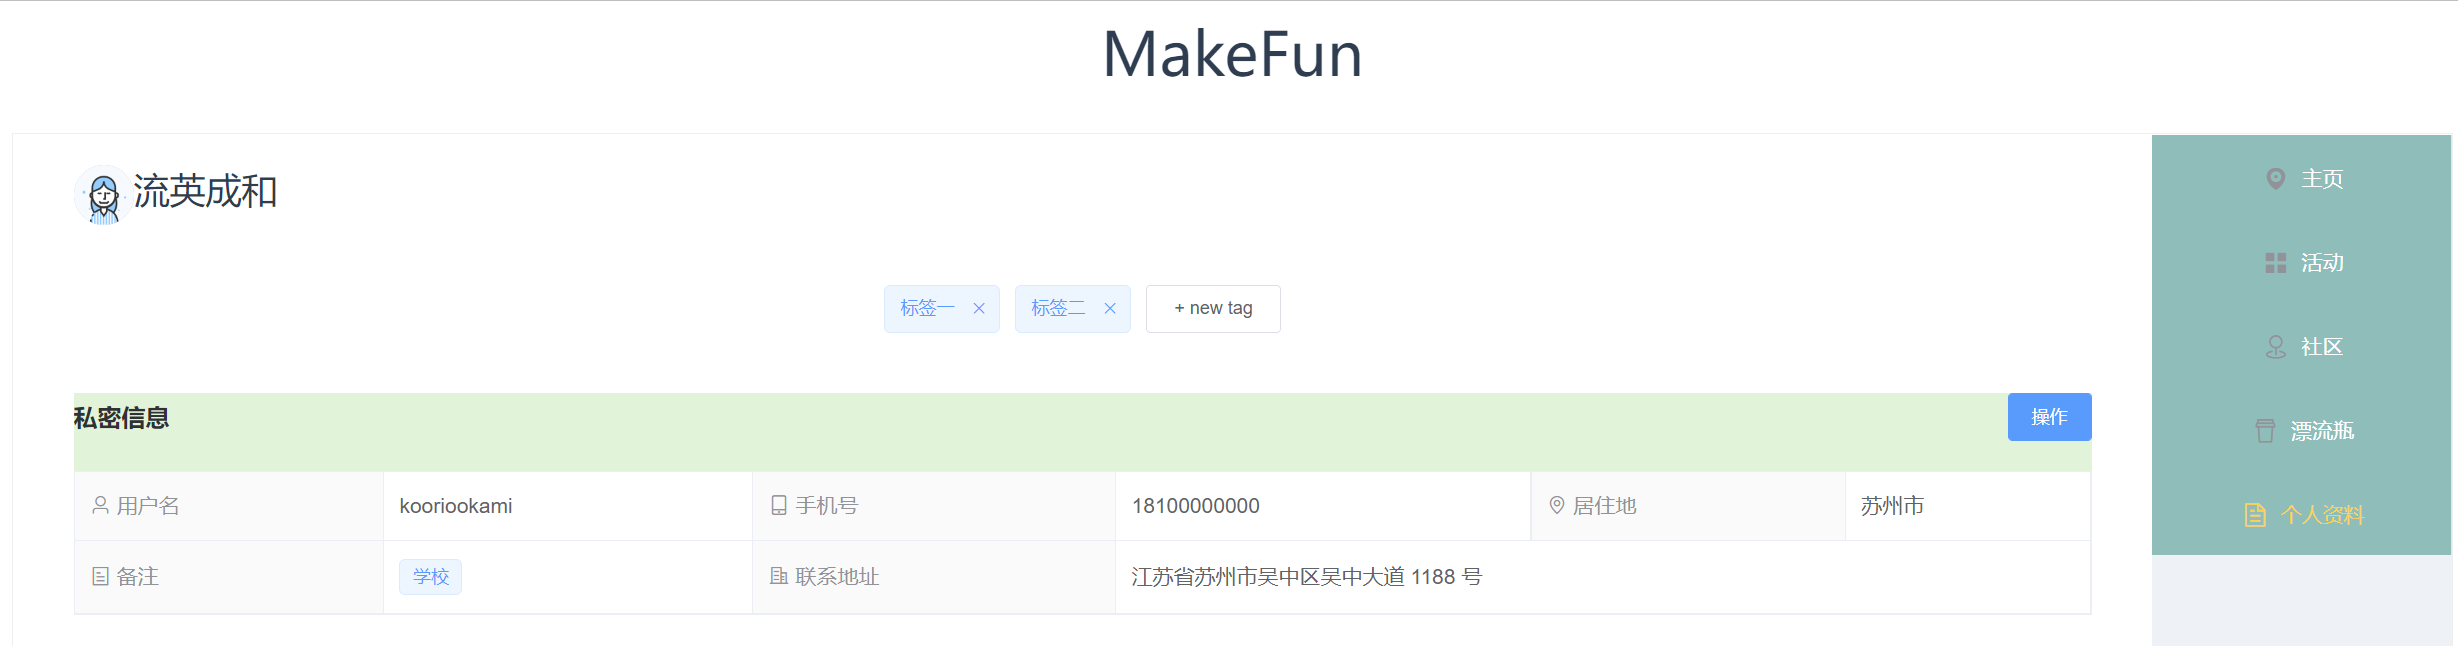 MakeFun
流英成和
标签一
标签二
+ new tag
私密信息
操作
用户名 kooriookami 手机号 18100000000 居住地 苏州市
备注 学校 联系地址 江苏省苏州市吴中区吴中大道 1188 号
主页
活动
社区
漂流瓶
个人资料